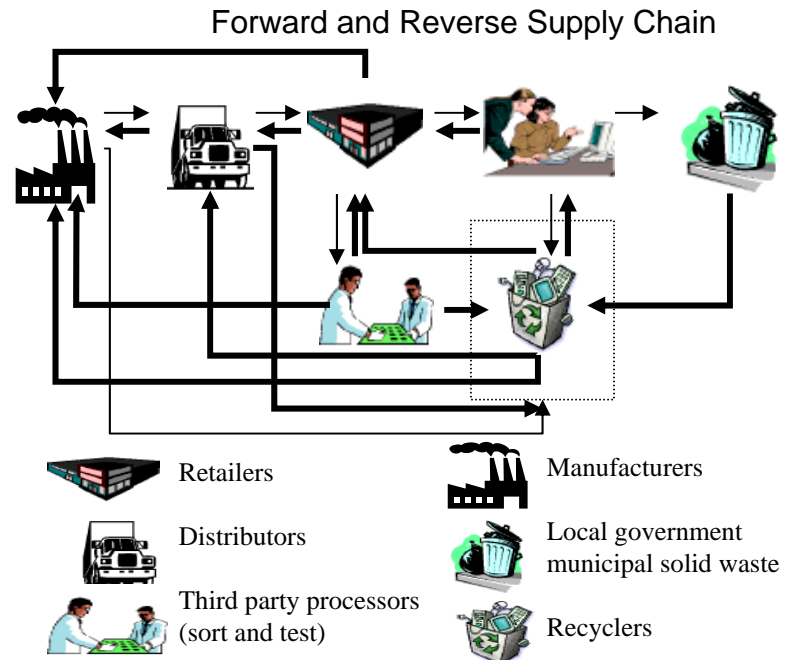 Forward and Reverse Supply Chain
Retailers
Manufacturers
Distributors
Local government
municipal solid waste
Third party processors
(sort and test)
Recyclers